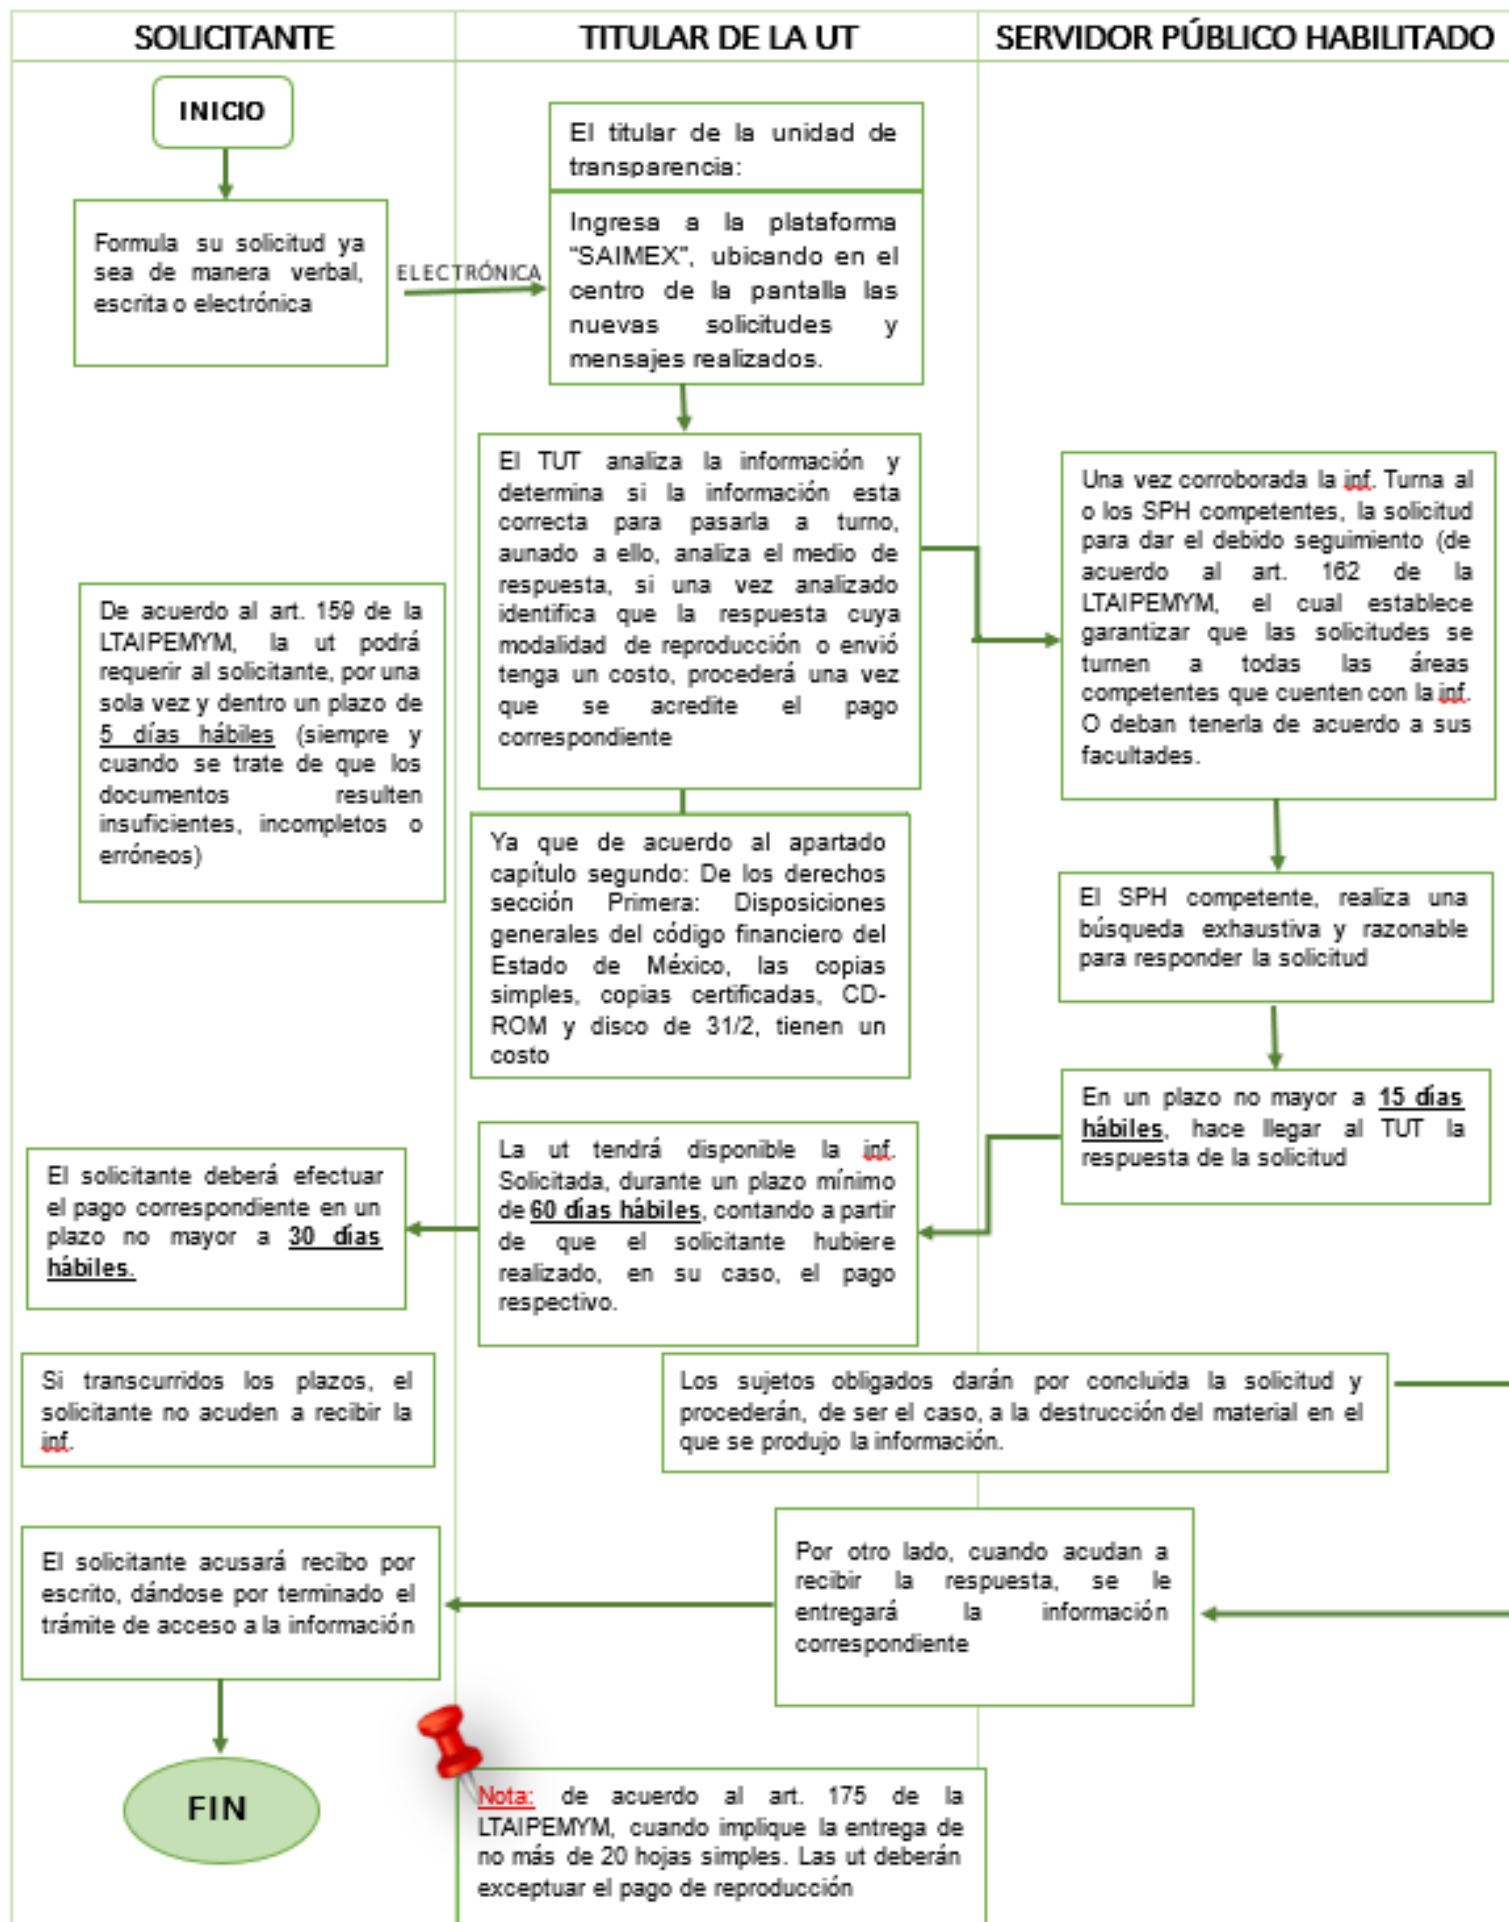 SOLICITANTE
TITULAR DE LA UT
SERVIDOR PÚBLICO HABILITADO
INICIO
Formula su solicitud ya
sea de manera verbal,
escrita o electrónica
ELECTRÓNICA
El titular de la unidad de
transparencia:
Ingresa a la plataforma
"SAIMEX", ubicando en el
centro de la pantalla las
nuevas solicitudes y
mensajes realizados.
El TUT analiza la información y
determina si la información esta
correcta para pasarla a turno,
aunado a ello, analiza el medio de
respuesta, si una vez analizado
identifica que la respuesta cuya
modalidad de reproducción o envió
tenga un costo, procederá una vez
que se acredite el pago
correspondiente
Una vez corroborada la inf. Turna al
o los SPH competentes, la solicitud
para dar el debido seguimiento (de
acuerdo al art. 162 de la
LTAIPEMYM, el cual establece
garantizar que las solicitudes se
turnen a todas las áreas
competentes que cuenten con la inf.
O deban tenerla de acuerdo a sus
facultades.
De acuerdo al art. 159 de la
LTAIPEMYM, la ut podrá
requerir al solicitante, por una
sola vez y dentro un plazo de
5 días hábiles (siempre y
cuando se trate de que los
documentos resulten
insuficientes, incompletos o
erróneos)
Ya que de acuerdo al apartado
capítulo segundo: De los derechos
sección Primera: Disposiciones
generales del código financiero del
Estado de México, las copias
simples, copias certificadas, CD-
ROM y disco de 31/2, tienen un
costo
El SPH competente, realiza una
búsqueda exhaustiva y razonable
para responder la solicitud
En un plazo no mayor a 15 días
hábiles, hace llegar al TUT la
respuesta de la solicitud
La ut tendrá disponible la inf.
Solicitada, durante un plazo mínimo
de 60 días hábiles, contando a partir
de que el solicitante hubiere
realizado, en su caso, el pago
respectivo.
El solicitante deberá efectuar
el pago correspondiente en un
plazo no mayor a 30 días
hábiles.
Si transcurridos los plazos, el
solicitante no acuden a recibir la
inf.
Los sujetos obligados darán por concluida la solicitud y
procederán, de ser el caso, a la destrucción del material en el
que se produjo la información.
Por otro lado, cuando acudan a
recibir la respuesta, se le
entregará la información
correspondiente
El solicitante acusará recibo por
escrito, dándose por terminado el
trámite de acceso a la información
FIN
Nota: de acuerdo al art. 175 de la
LTAIPEMYM, cuando implique la entrega de
no más de 20 hojas simples. Las ut deberán
exceptuar el pago de reproducción